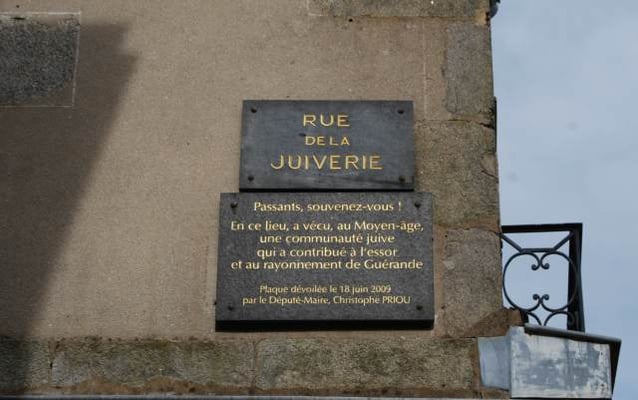 RUE
DE LA
JUIVERIE
Passants, souvenez-vous !
En ce lieu, a vécu, au Moyen-âge,
une communauté juive
qui a contribué à l'essor
et au rayonnement de Guérande
Plaque dévoilée le 18 juin 2009
par le Député-Maire, Christophe PRIOU